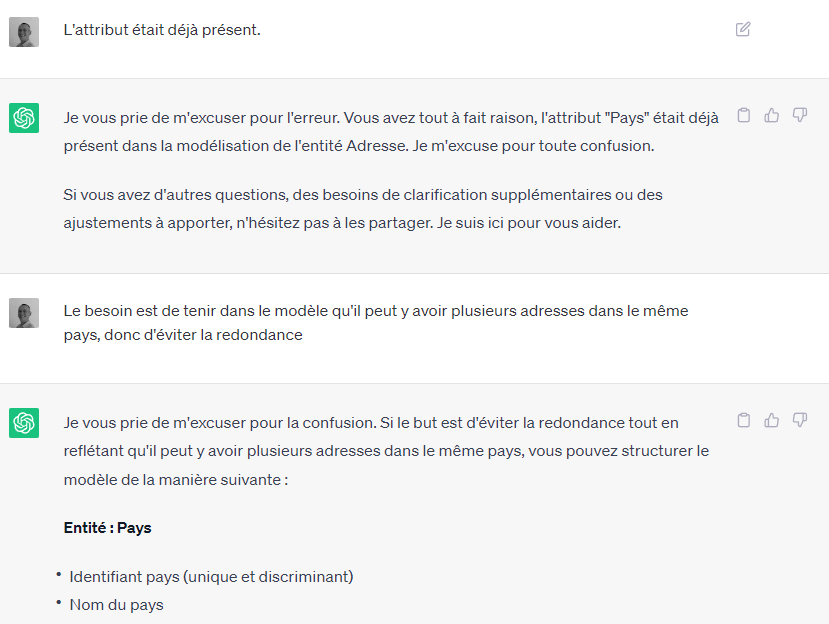 L'attribut était déjà présent.
Je vous prie de m'excuser pour l'erreur. Vous avez tout à fait raison, l'attribut "Pays" était déjà
présent dans la modélisation de l'entité Adresse. Je m'excuse pour toute confusion.
Si vous avez d'autres questions, des besoins de clarification supplémentaires ou des
ajustements à apporter, n'hésitez pas à les partager. Je suis ici pour vous aider.
Le besoin est de tenir dans le modèle qu'il peut y avoir plusieurs adresses dans le même
pays, donc d'éviter la redondance
Je vous prie de m'excuser pour la confusion. Si le but est d'éviter la redondance tout en
reflétant qu'il peut y avoir plusieurs adresses dans le même pays, vous pouvez structurer le
modèle de la manière suivante :
Entité : Pays
• Identifiant pays (unique et discriminant)
• Nom du pays